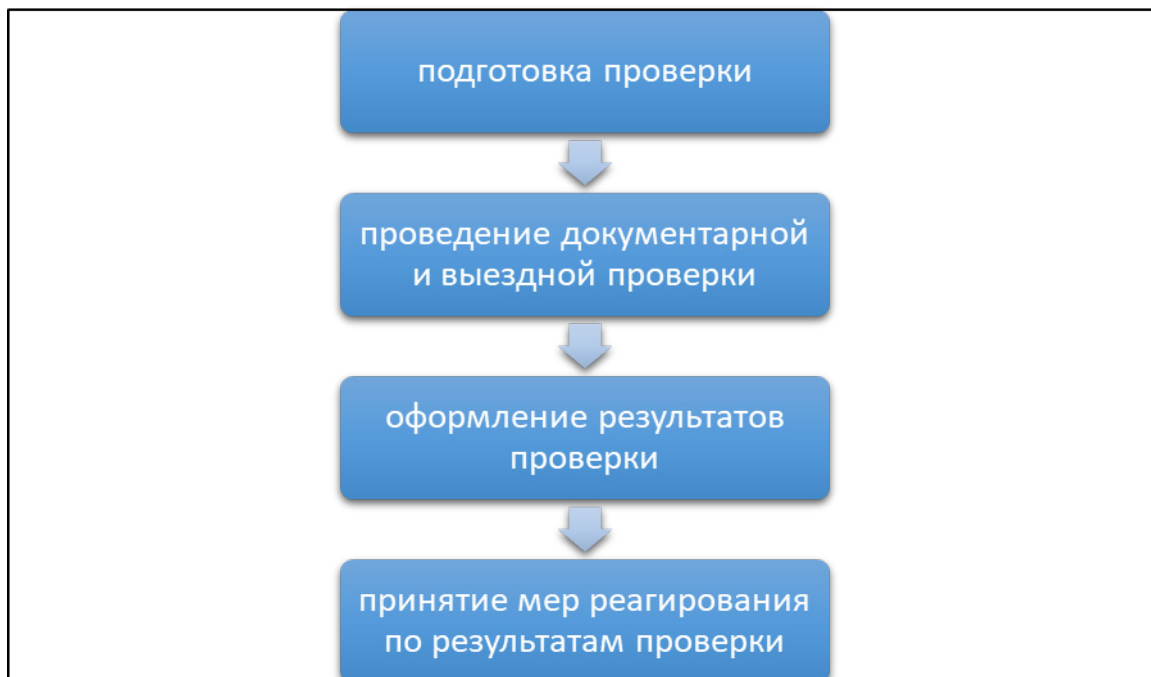 подготовка проверки
проведение документарной
и выездной проверки
оформление результатов
проверки
принятие мер реагирования
по результатам проверки